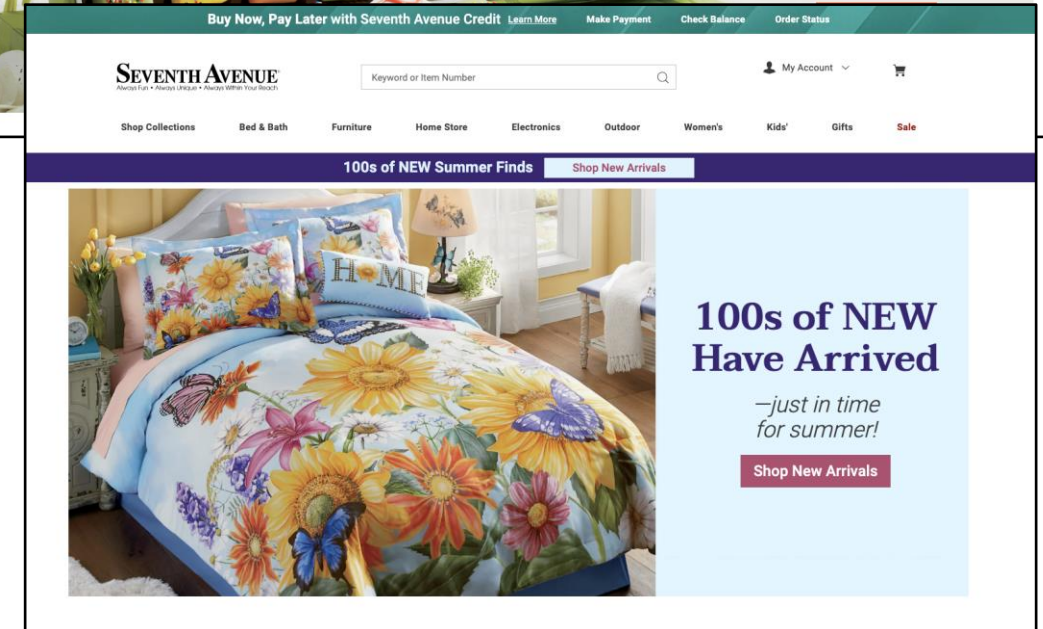 Buy Now, Pay Later with Seventh Avenue Credit Learn More Make Payment Check Balance Order Status
SEVENTH AVENUE
Always Fun • Always Unique • Always Within Your Reach
Keyword or Item Number
My Account
Shop Collections Bed & Bath Furniture Home Store Electronics Outdoor Women's Kids' Gifts Sale
100s of NEW Summer Finds Shop New Arrivals
HOME
100s of NEW
Have Arrived
—just in time
for summer!
Shop New Arrivals